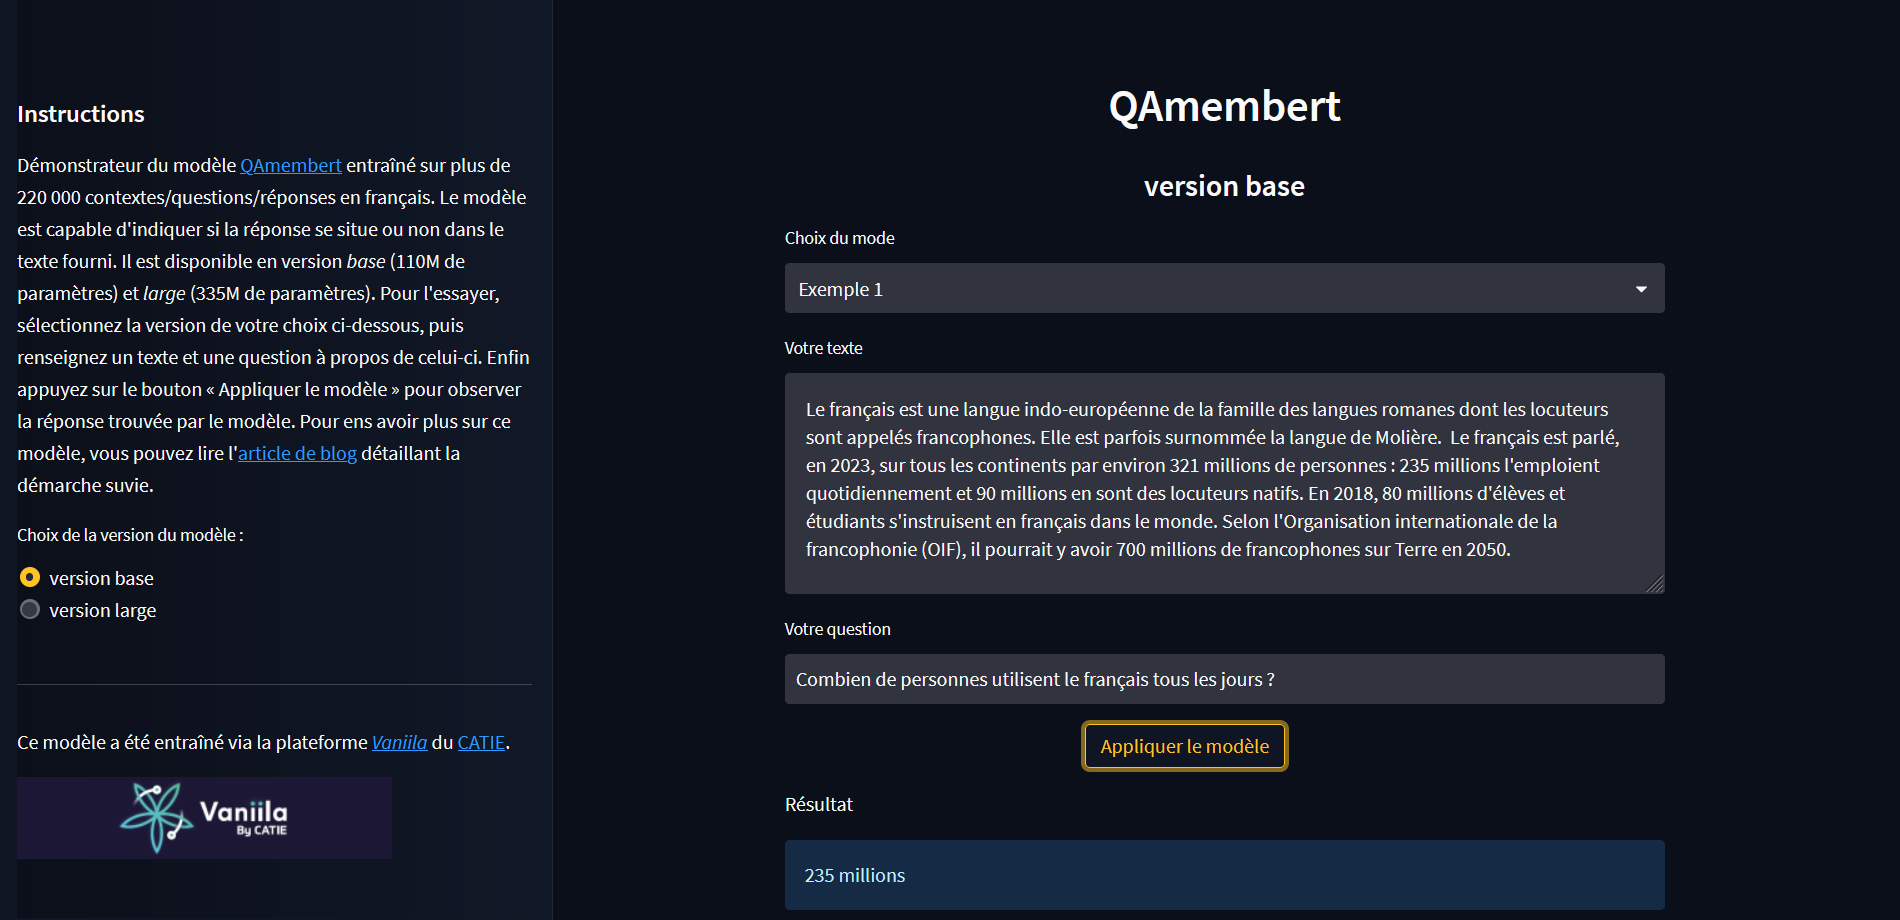 Instructions
Démonstrateur du modèle QAmembert entraîné sur plus de
220 000 contextes/questions/réponses en français. Le modèle
est capable d'indiquer si la réponse se situe ou non dans le
texte fourni. Il est disponible en version base (110M de
paramètres) et large (335M de paramètres). Pour l'essayer,
sélectionnez la version de votre choix ci-dessous, puis
renseignez un texte et une question à propos de celui-ci. Enfin
appuyez sur le bouton « Appliquer le modèle » pour observer
la réponse trouvée par le modèle. Pour ens avoir plus sur ce
modèle, vous pouvez lire l'article de blog détaillant la
démarche suvie.
Choix de la version du modèle :
version base
version large
Ce modèle a été entraîné via la plateforme Vaniila du CATIE.
Vaniila
By CATIE
QAmembert
version base
Choix du mode
Exemple 1
Votre texte
Le français est une langue indo-européenne de la famille des langues romanes dont les locuteurs
sont appelés francophones. Elle est parfois surnommée la langue de Molière.  Le français est parlé,
en 2023, sur tous les continents par environ 321 millions de personnes : 235 millions l'emploient
quotidiennement et 90 millions en sont des locuteurs natifs. En 2018, 80 millions d'élèves et
étudiants s'instruisent en français dans le monde. Selon l'Organisation internationale de la
francophonie (OIF), il pourrait y avoir 700 millions de francophones sur Terre en 2050.
Votre question
Combien de personnes utilisent le français tous les jours ?
Appliquer le modèle
Résultat
235 millions